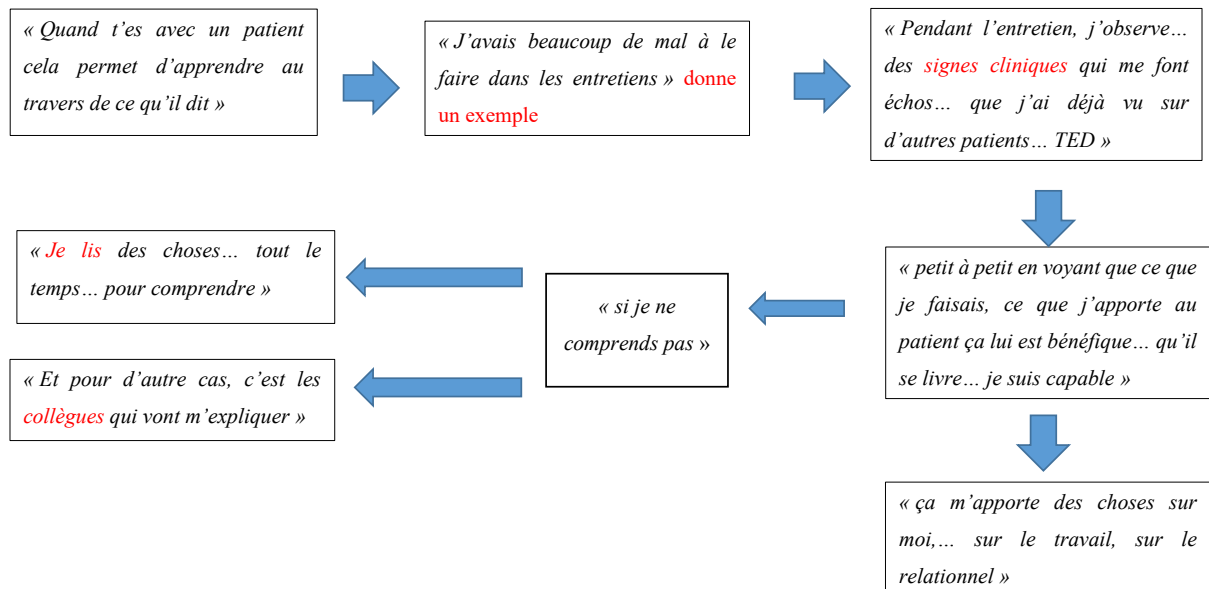 « Quand t'es avec un patient
cela permet d'apprendre au
travers de ce qu'il dit »
« J'avais beaucoup de mal à le
faire dans les entretiens » donne
un exemple
« Pendant l'entretien, j'observe…
des signes cliniques qui me font
échos… que j'ai déjà vu sur
d'autres patients… TED »
« petit à petit en voyant que ce que
je faisais, ce que j'apporte au
patient ça lui est bénéfique… qu'il
se livre… je suis capable »
« si je ne
comprends pas »
« Je lis des choses… tout le
temps… pour comprendre »
« Et pour d'autre cas, c'est les
collègues qui vont m'expliquer »
« ça m'apporte des choses sur
moi,… sur le travail, sur le
relationnel »